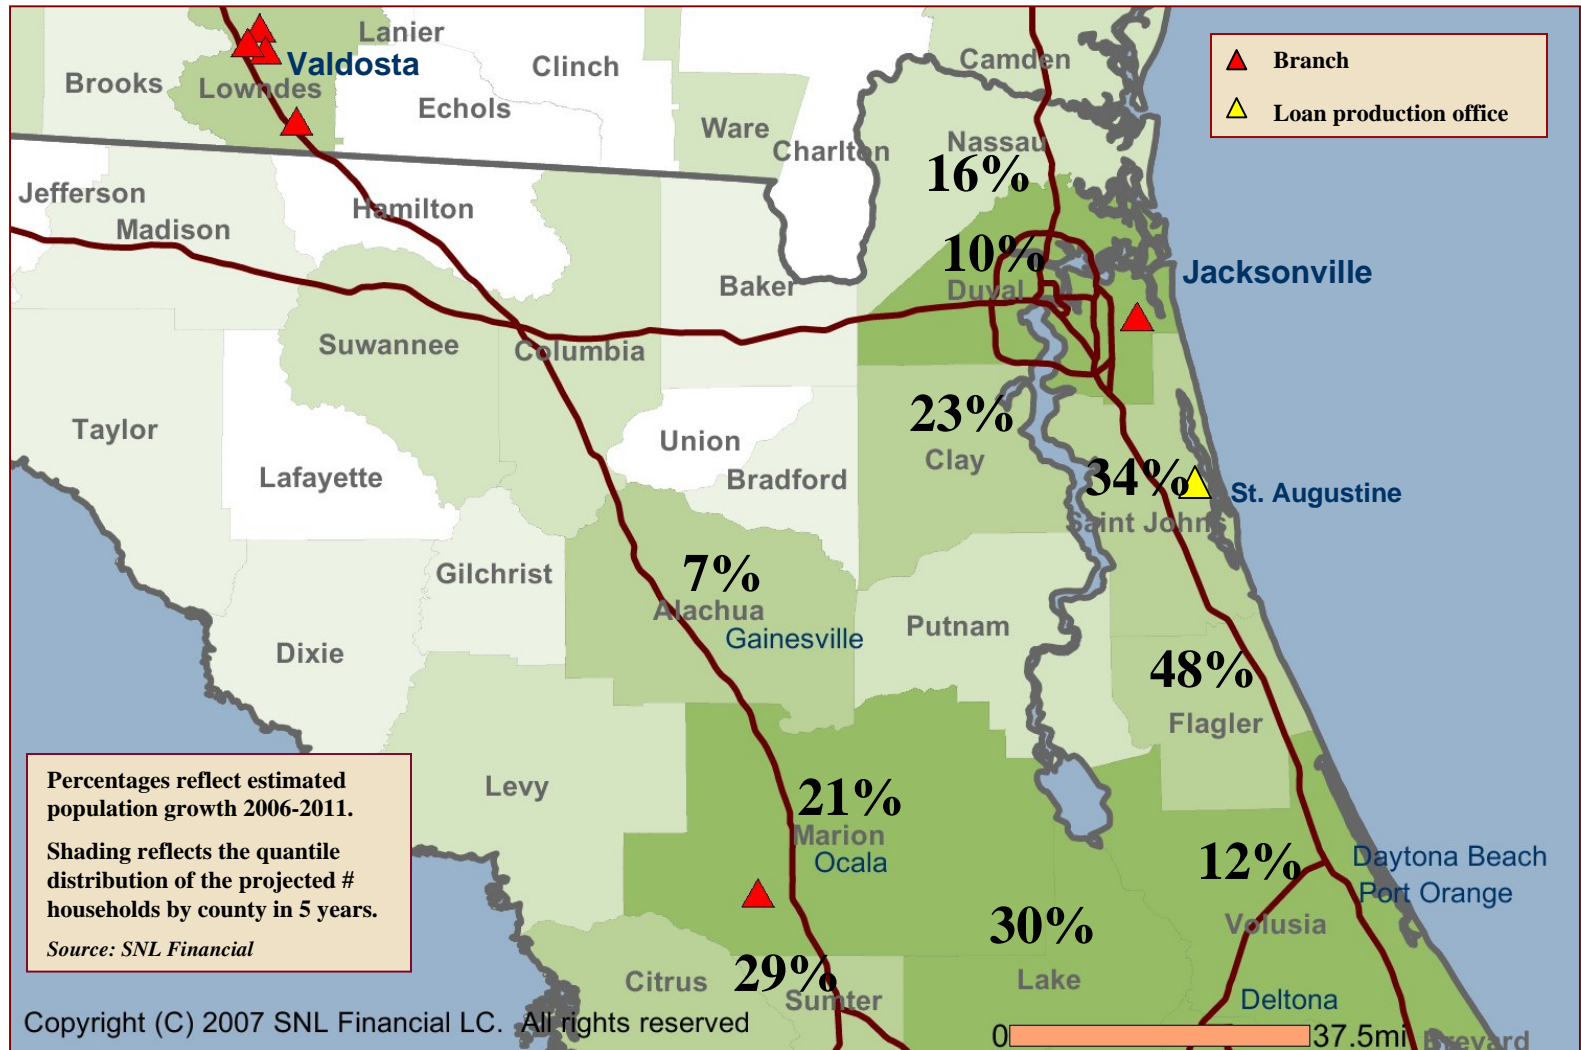 Lanier
Camden
Valdosta
Clinch
Branch
Brooks
Lowndes
Echols
Loan production office
Ware
Nassau
Charlton
16%
Jefferson
Hamilton
Madison
10%
Jacksonville
Baker
Duval
Suwannee
Columbia
23%
Taylor
Union
Clay
Lafayette
Bradford
34%
St. Augustine
Saint Johns
7%
Gilchrist
Alachua
Gainesville
Putnam
Dixie
48%
Flagler
Percentages reflect estimated
population growth 2006-2011.
Levy
21%
Marion
Shading reflects the quantile
distribution of the projected #
households by county in 5 years.
Ocala
12%
Daytona Beach
Port Orange
30%
Volusia
Source: SNL Financial
29%
Citrus
Lake
Sumter
Deltona
Copyright (C) 2007 SNL Financial LC. All rights reserved
0 37.5mi
Brevard